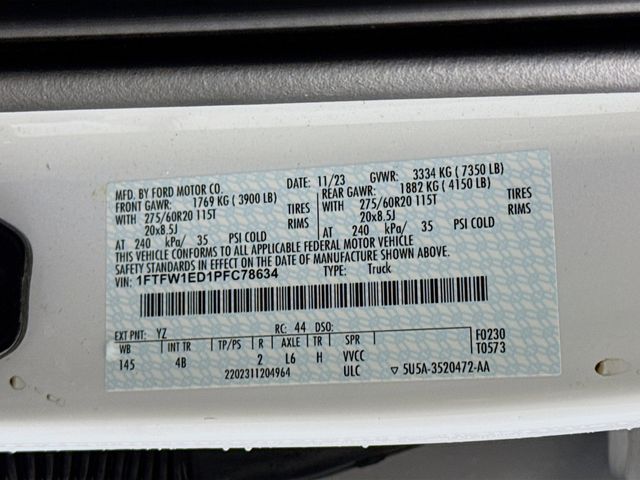 MFD. BY FORD MOTOR CO.
DATE: 11/23 GVWR: 3334 KG ( 7350 LB)
FRONT GAWR: 1769 KG ( 3900 LB) REAR GAWR: 1882 KG ( 4150 LB)
WITH 275/60R20 115T TIRES WITH 275/60R20 115T TIRES
20x8.5J RIMS 20x8.5J RIMS
AT 240 kPa/ 35 PSI COLD AT 240 kPa/ 35 PSI COLD
THIS VEHICLE CONFORMS TO ALL APPLICABLE FEDERAL MOTOR VEHICLE
SAFETY STANDARDS IN EFFECT ON THE DATE OF MANUFACTURE SHOWN ABOVE.
VIN: 1FTFW1ED1PFC78634 TYPE: Truck
EXT PNT: YZ RC: 44 DSO: F0230
WB INT TR TP/PS R AXLE TR SPR T0573
145 4B 2 L6 H VVCC
2202311204964 ULC ▽ 5U5A-3520472-AA